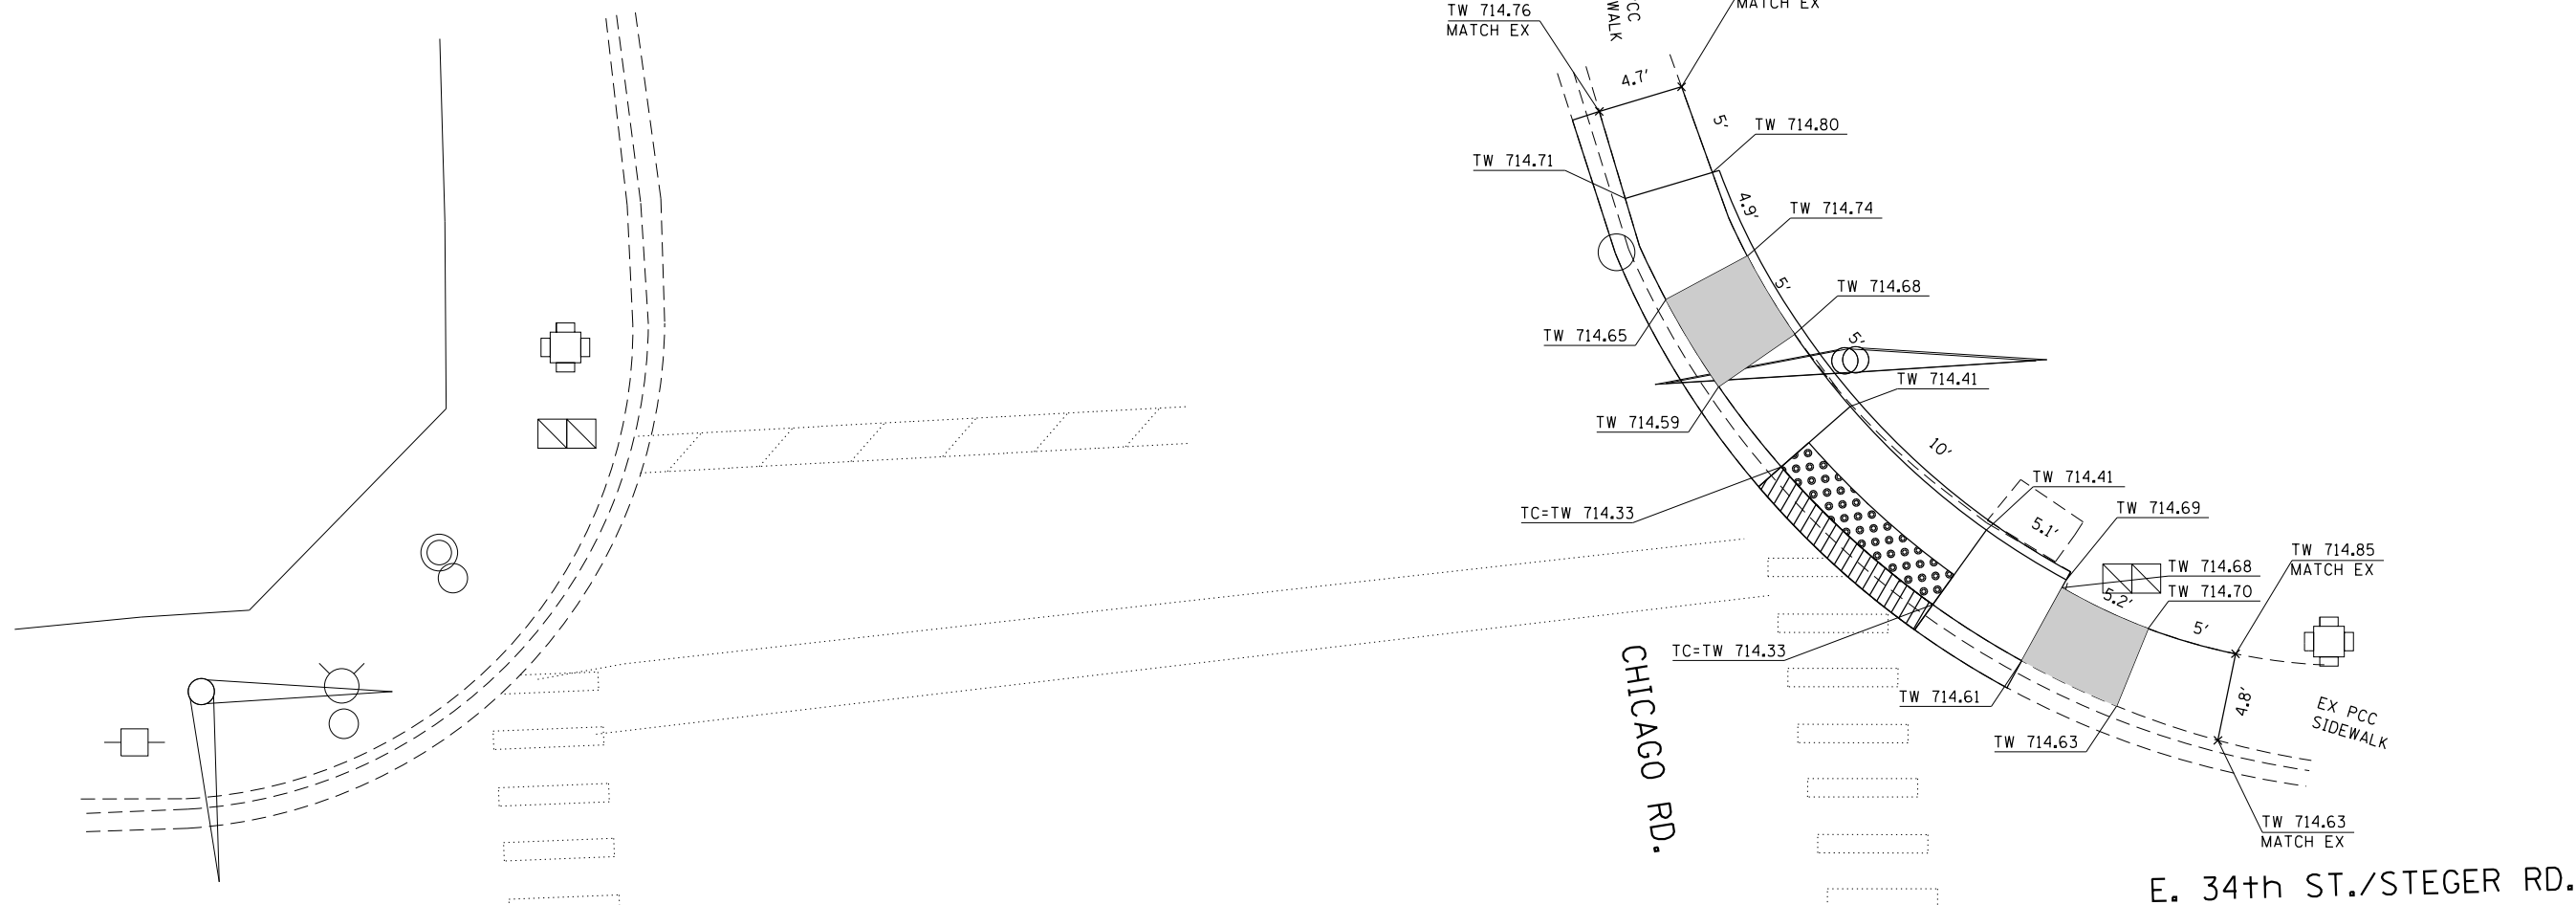 MATCH EX
TW 714.76
MATCH EX
PCC
WALK
4.7'
5'
TW 714.80
TW 714.71
4.9'
TW 714.74
5'
TW 714.68
TW 714.65
5'
TW 714.41
TW 714.59
10'
TW 714.41
TC=TW 714.33
TW 714.69
5.1'
TW 714.85
MATCH EX
TW 714.68
TW 714.70
5.2'
5'
TC=TW 714.33
TW 714.61
4.8'
EX PCC
SIDEWALK
TW 714.63
CHICAGO RD.
TW 714.63
MATCH EX
E. 34th ST./STEGER RD.